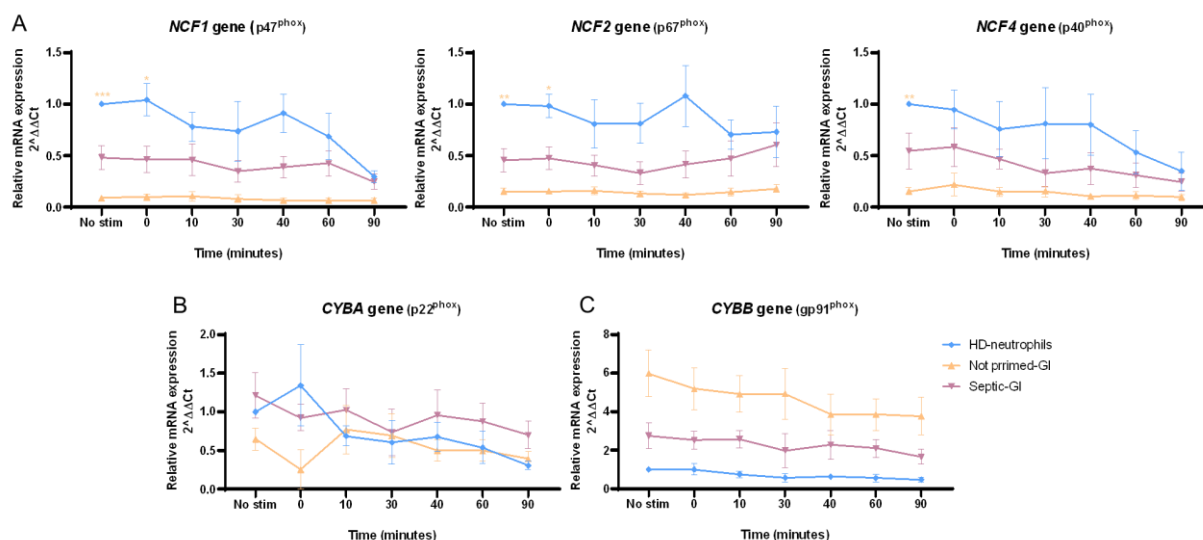 A
NCF1 gene (p47phox)
Relative mRNA expression
2^ΔΔCt
1.5
1.0
0.5
0.0
***
*
No stim 0 10 30 40 60 90
Time (minutes)
NCF2 gene (p67phox)
Relative mRNA expression
2^ΔΔCt
1.5
1.0
0.5
0.0
**
*
No stim 0 10 30 40 60 90
Time (minutes)
NCF4 gene (p40phox)
Relative mRNA expression
2^ΔΔCt
1.5
1.0
0.5
0.0
**
No stim 0 10 30 40 60 90
Time (minutes)
B
CYBA gene (p22phox)
Relative mRNA expression
2^ΔΔCt
2.0
1.5
1.0
0.5
0.0
No stim 0 10 30 40 60 90
Time (minutes)
C
CYBB gene (gp91phox)
Relative mRNA expression
2^ΔΔCt
8
6
4
2
0
No stim 0 10 30 40 60 90
Time (minutes)
HD-neutrophils
Not prrimed-GI
Septic-GI